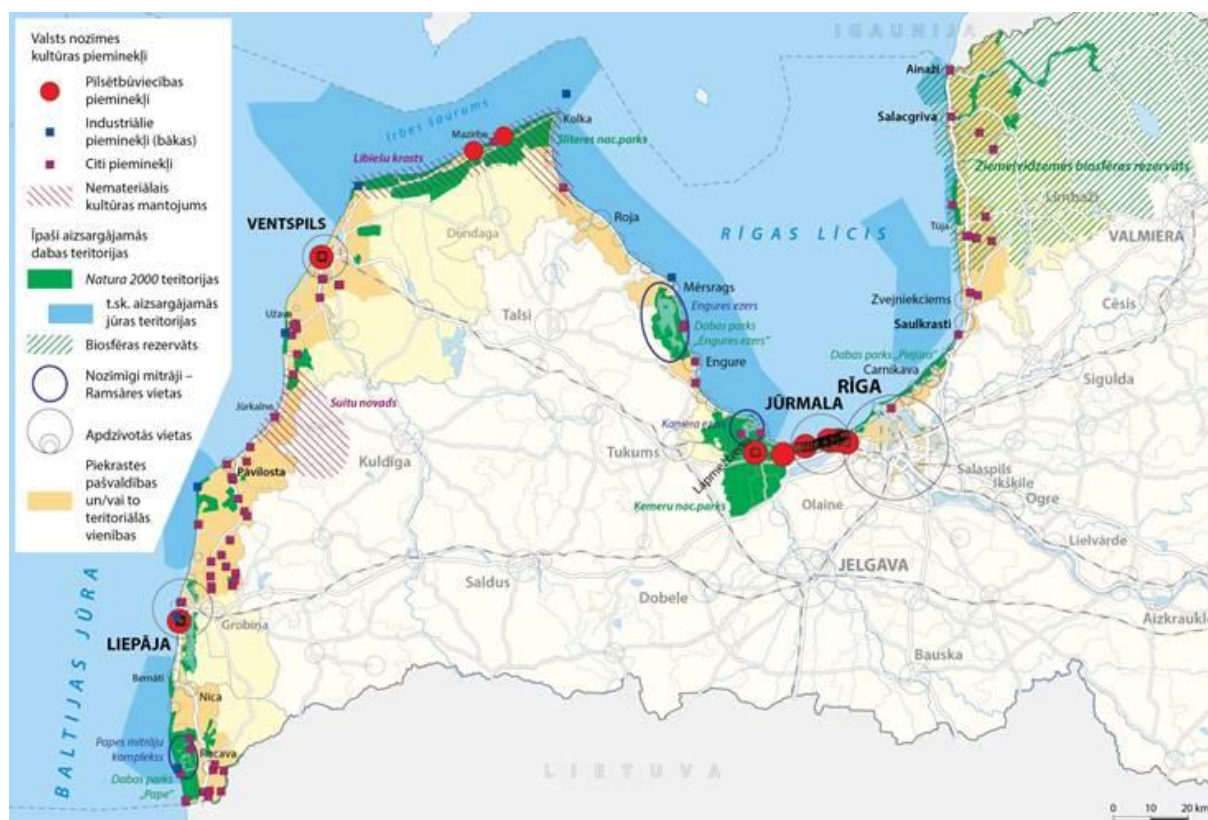 Valsts nozīmes
kultūras pieminekļi
Pilsētbūvniecības
pieminekļi
Industriālie
pieminekļi (bākas)
Citi pieminekļi
Nemateriālais
kultūras mantojums
Īpaši aizsargājamās
dabas teritorijas
Natura 2000 teritorijas
t.sk. aizsargājamās
jūras teritorijas
Biosfēras rezervāts
Nozīmīgi mitrāji –
Ramsāres vietas
Apdzīvotās vietas
Piekrastes
pašvaldības
un/vai to
teritoriālās
vienības
IGAUNIJA
Ainaži
Salacgrīva
Irbes šaurums
Kolka
Mazirbe
Slīteres nac.parks
Lībiešu krasts
Ziemeļvidzemes biosfēras rezervāts
Limbaži
VENTSPILS
Roja
Dundaga
RĪGAS LĪCIS
Tūja
VALMIERA
Mērsrags
Engures ezers
Zvejniekciems
Cēsis
Užava
Talsi
Dabas parks
„Engures ezers”
Saulkrasti
Engure
Dabas parks „Piejūra”
Carnikava
Sigulda
RĪGA
JŪRMALA
Jūrkalne
Suitu novads
Kaņiera ezers
Kuldīga
Tukums
Lapmežciems
Salaspils
Ikšķile
Ogre
Pāvilosta
Ķemeru nac.parks
Olaine
Lielvārde
JELGAVA
Saldus
Dobele
Aizkraukle
BALTIJAS JŪRA
Grobiņa
LIEPĀJA
Bauska
Bernāti
Nīca
Papes mitrāju
komplekss
Rucava
Dabas parks
„Pape”
LIETUVA
0 10 20 km